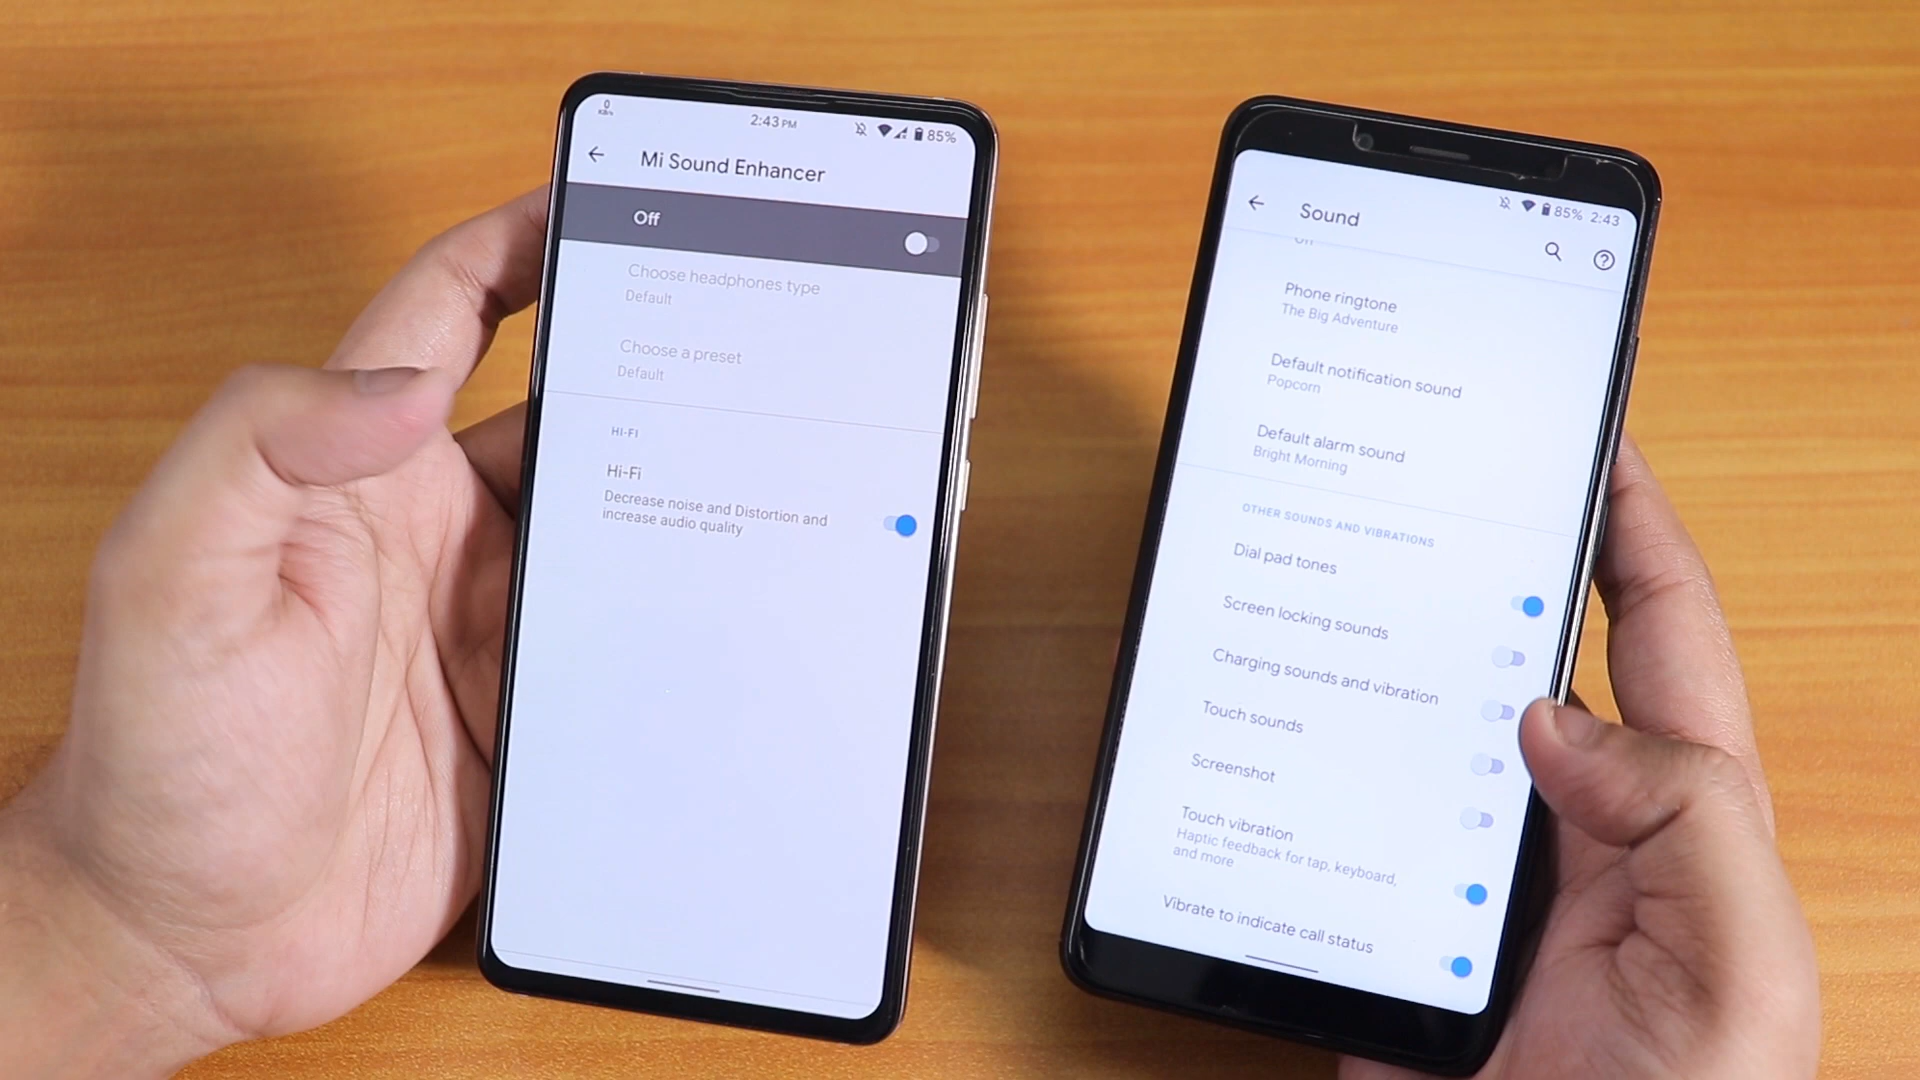 0
KB/s
2:43 PM
85%
Mi Sound Enhancer
Off
Choose headphones type
Default
Choose a preset
Default
HI-FI
Hi-Fi
Decrease noise and Distortion and
increase audio quality
85% 2:43
Sound
Phone ringtone
The Big Adventure
Default notification sound
Popcorn
Default alarm sound
Bright Morning
OTHER SOUNDS AND VIBRATIONS
Dial pad tones
Screen locking sounds
Charging sounds and vibration
Touch sounds
Screenshot
Touch vibration
Haptic feedback for tap, keyboard,
and more
Vibrate to indicate call status